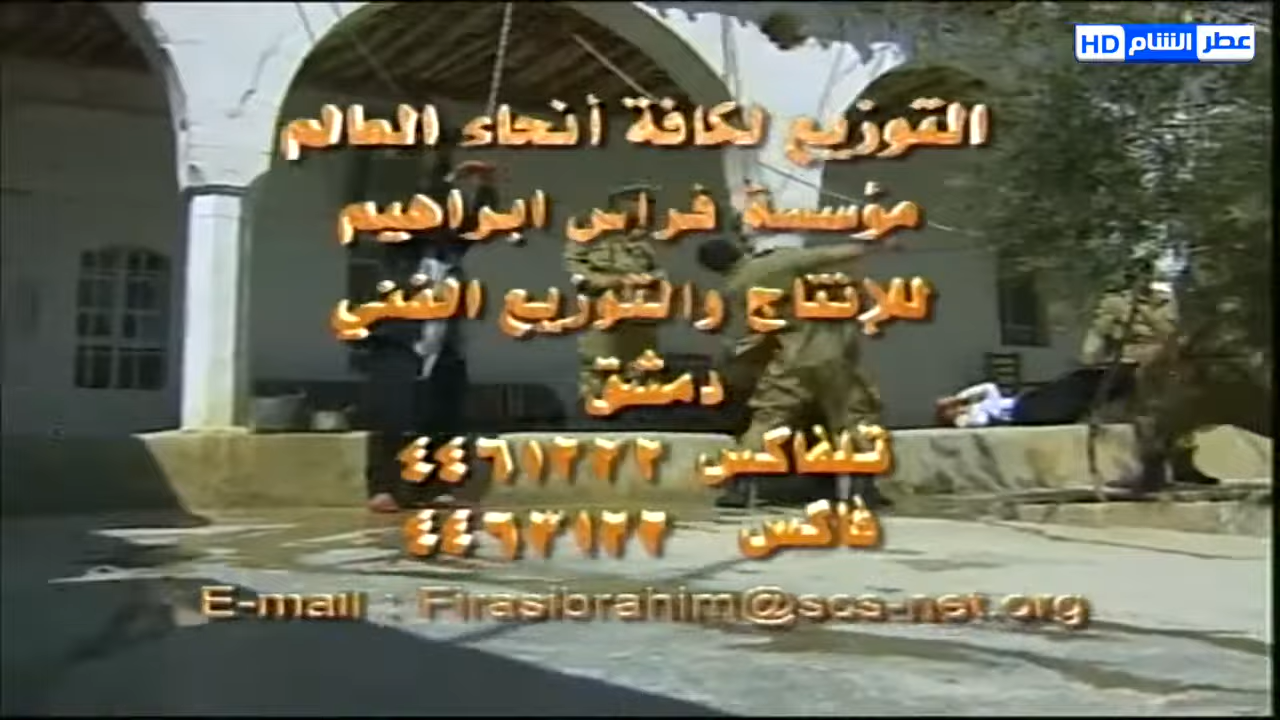 عطر الشام HD
التوزيع لكافة أنحاء العالم
مؤسسة فراس ابراهيم
للإنتاج والتوزيع الفني
دمشق
تلفاكس ٤٤٦١٢٢٢
فاكس ٤٤٦٣١٢٢
E-mail : Firasibrahim@scs-net.org